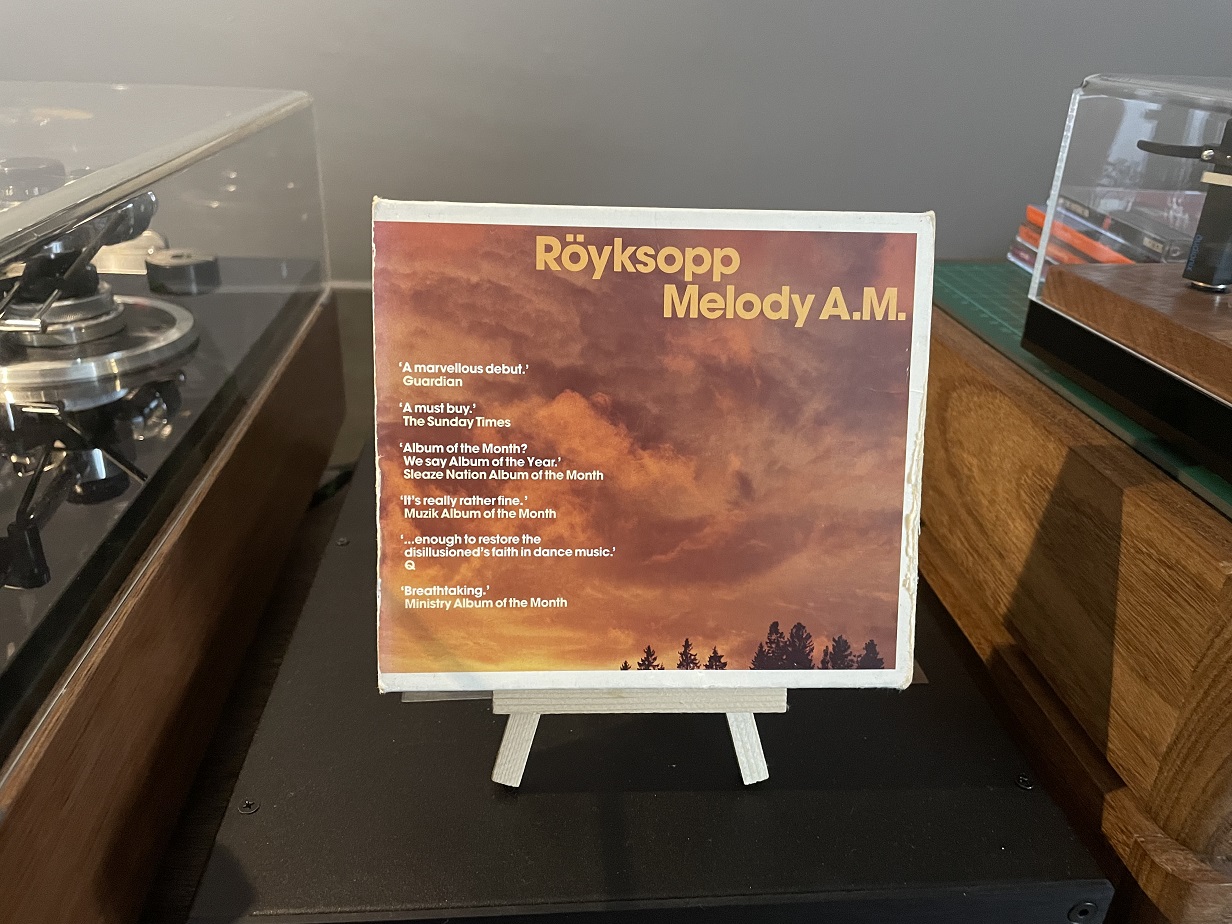 Röyksopp
Melody A.M.
‘A marvellous debut.’
Guardian
‘A must buy.’
The Sunday Times
‘Album of the Month?
We say Album of the Year.’
Sleaze Nation Album of the Month
‘It's really rather fine.’
Muzik Album of the Month
‘...enough to restore the
disillusioned's faith in dance music.’
Q
‘Breathtaking.’
Ministry Album of the Month